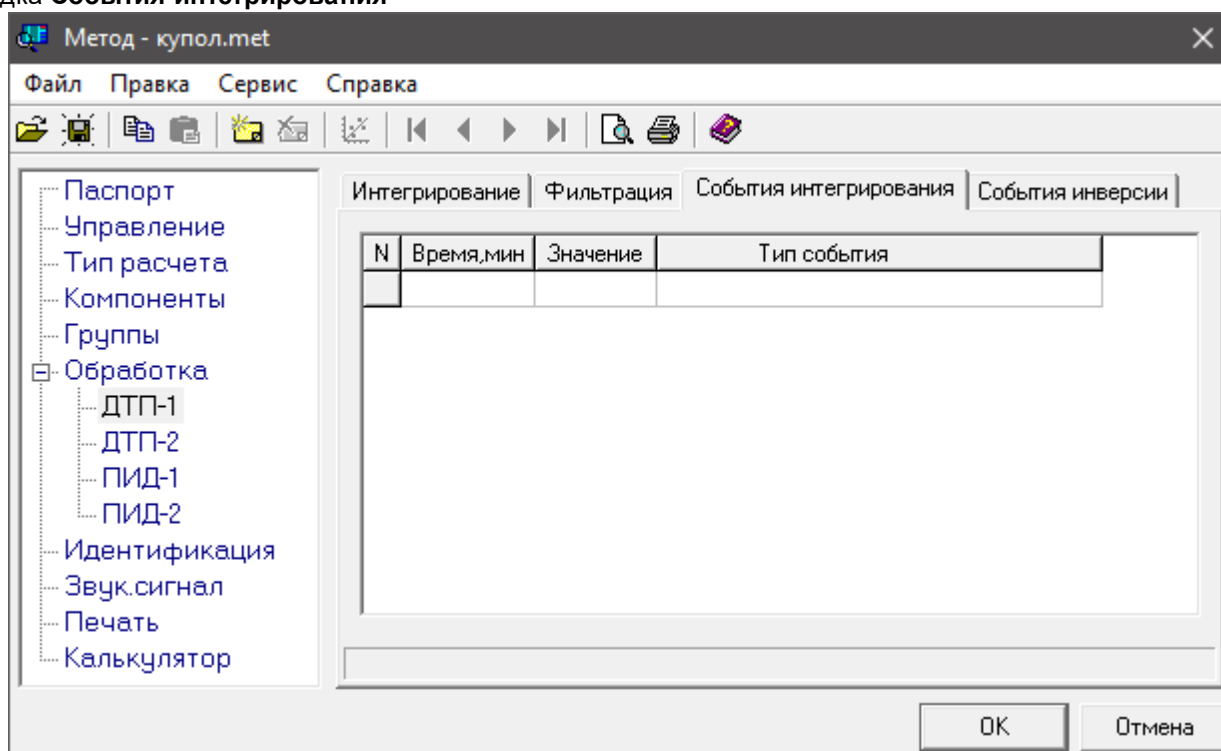 События интегрирования
Метод - купол.met
Файл Правка Сервис Справка
Паспорт
Управление
Тип расчета
Компоненты
Группы
Обработка
ДТП-1
ДТП-2
ПИД-1
ПИД-2
Идентификация
Звук.сигнал
Печать
Калькулятор
Интегрирование Фильтрация События интегрирования События инверсии
N Время,мин Значение Тип события
OK Отмена